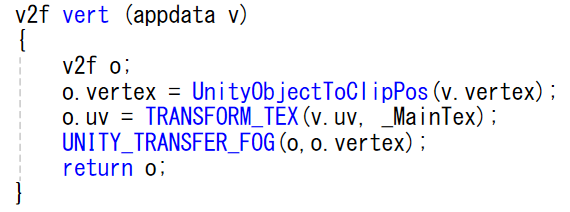 v2f vert (appdata v)
{
v2f o;
o.vertex = UnityObjectToClipPos(v.vertex);
o.uv = TRANSFORM_TEX(v.uv, _MainTex);
UNITY_TRANSFER_FOG(o,o.vertex);
return o;
}